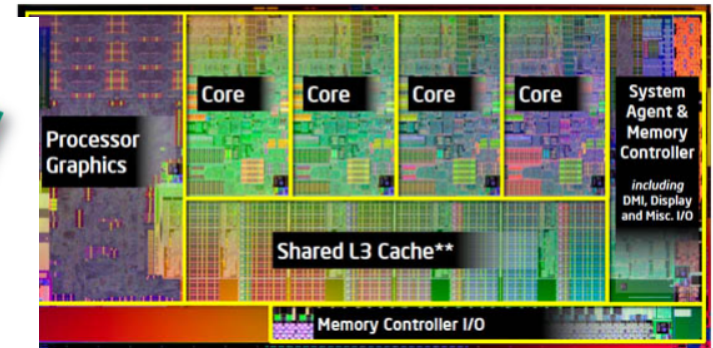 Processor
Graphics
Core
Core
Core
Core
System
Agent &
Memory
Controller
including
DMI, Display
and Misc. I/O
Shared L3 Cache**
Memory Controller I/O